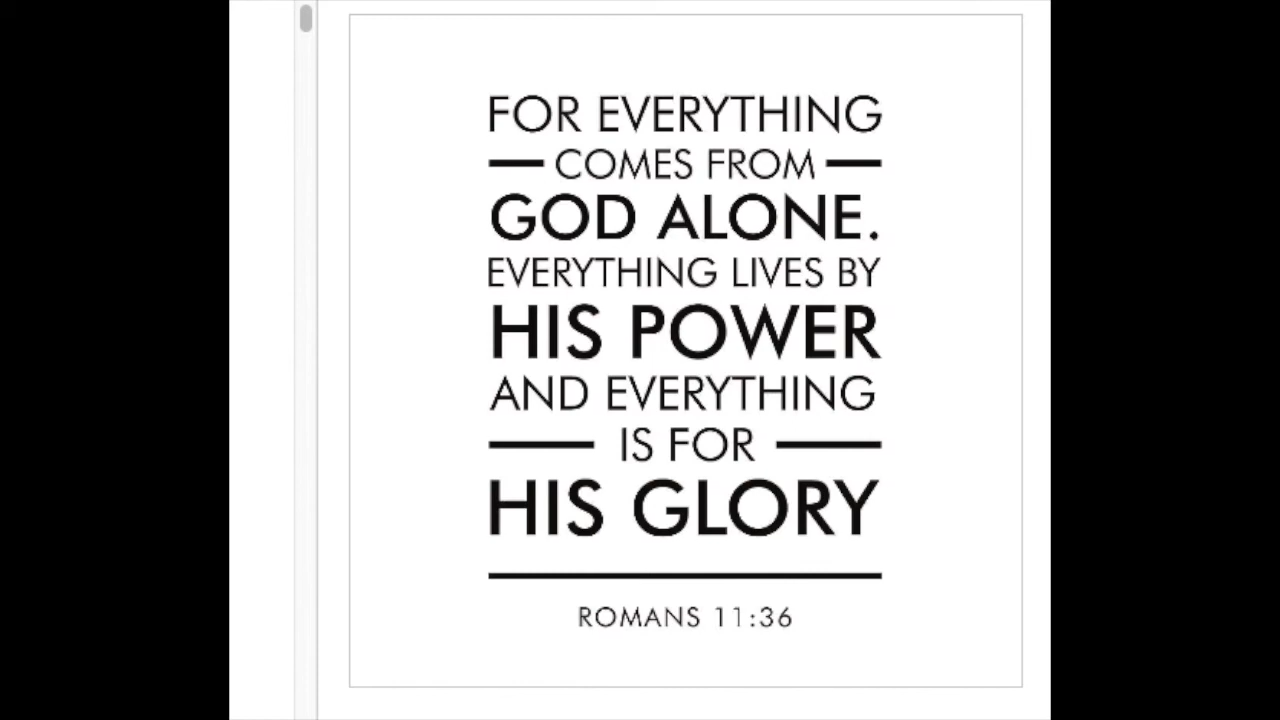 FOR EVERYTHING
COMES FROM
GOD ALONE.
EVERYTHING LIVES BY
HIS POWER
AND EVERYTHING
IS FOR
HIS GLORY
ROMANS 11:36